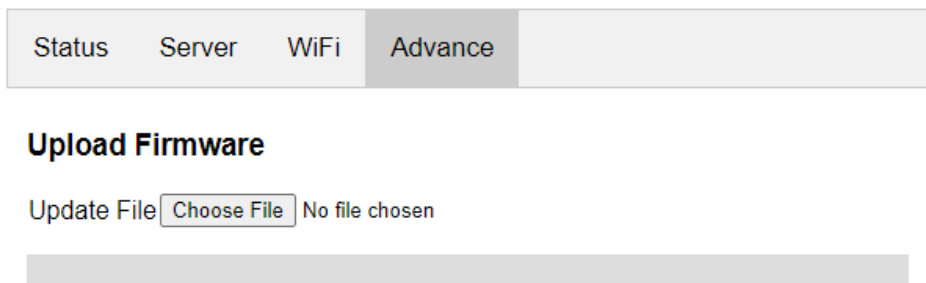 Status Server WiFi Advance
Upload Firmware
Update File Choose File No file chosen